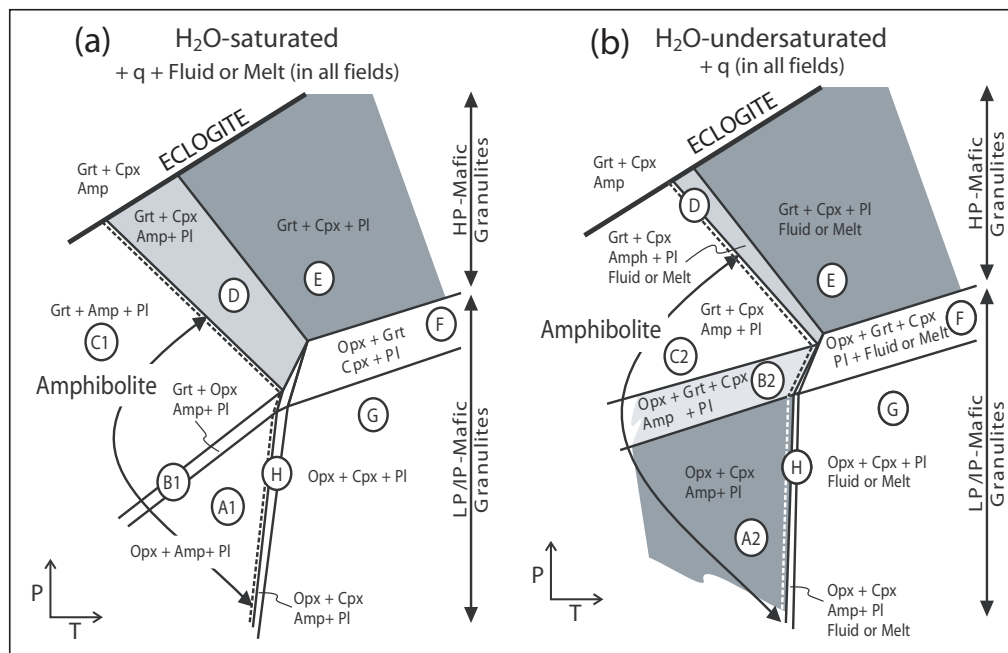 (a)
H2O-saturated
+ q + Fluid or Melt (in all fields)
ECLOGITE
Grt + Cpx
Amp
Grt + Cpx
Amp+ Pl
Grt + Cpx + Pl
D
E
Grt + Amp + Pl
C1
F
Opx + Grt
Cpx + Pl
Amphibolite
Grt + Opx
Amp+ Pl
G
B1
H
Opx + Cpx + Pl
A1
Opx + Amp+ Pl
Opx + Cpx
Amp+ Pl
P
T
HP-Mafic
Granulites
LP/IP-Mafic
Granulites
(b)
H2O-undersaturated
+ q (in all fields)
ECLOGITE
Grt + Cpx
Amp
D
Grt + Cpx + Pl
Fluid or Melt
Grt + Cpx
Amph + Pl
Fluid or Melt
E
Grt + Cpx
Amp + Pl
F
Opx + Grt + Cpx
Pl + Fluid or Melt
Amphibolite
C2
B2
Opx + Grt + Cpx
Amp + Pl
G
H
Opx + Cpx
Amp+ Pl
Opx + Cpx + Pl
Fluid or Melt
A2
Opx + Cpx
Amp+ Pl
Fluid or Melt
P
T
HP-Mafic
Granulites
LP/IP-Mafic
Granulites